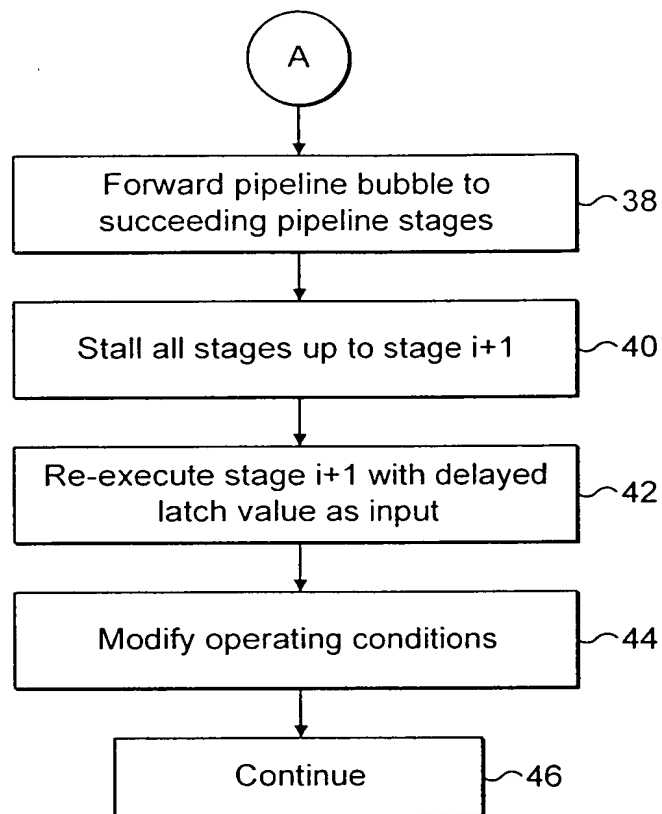 A
Forward pipeline bubble to
succeeding pipeline stages
38
Stall all stages up to stage i+1
40
Re-execute stage i+1 with delayed
latch value as input
42
Modify operating conditions
44
Continue
46